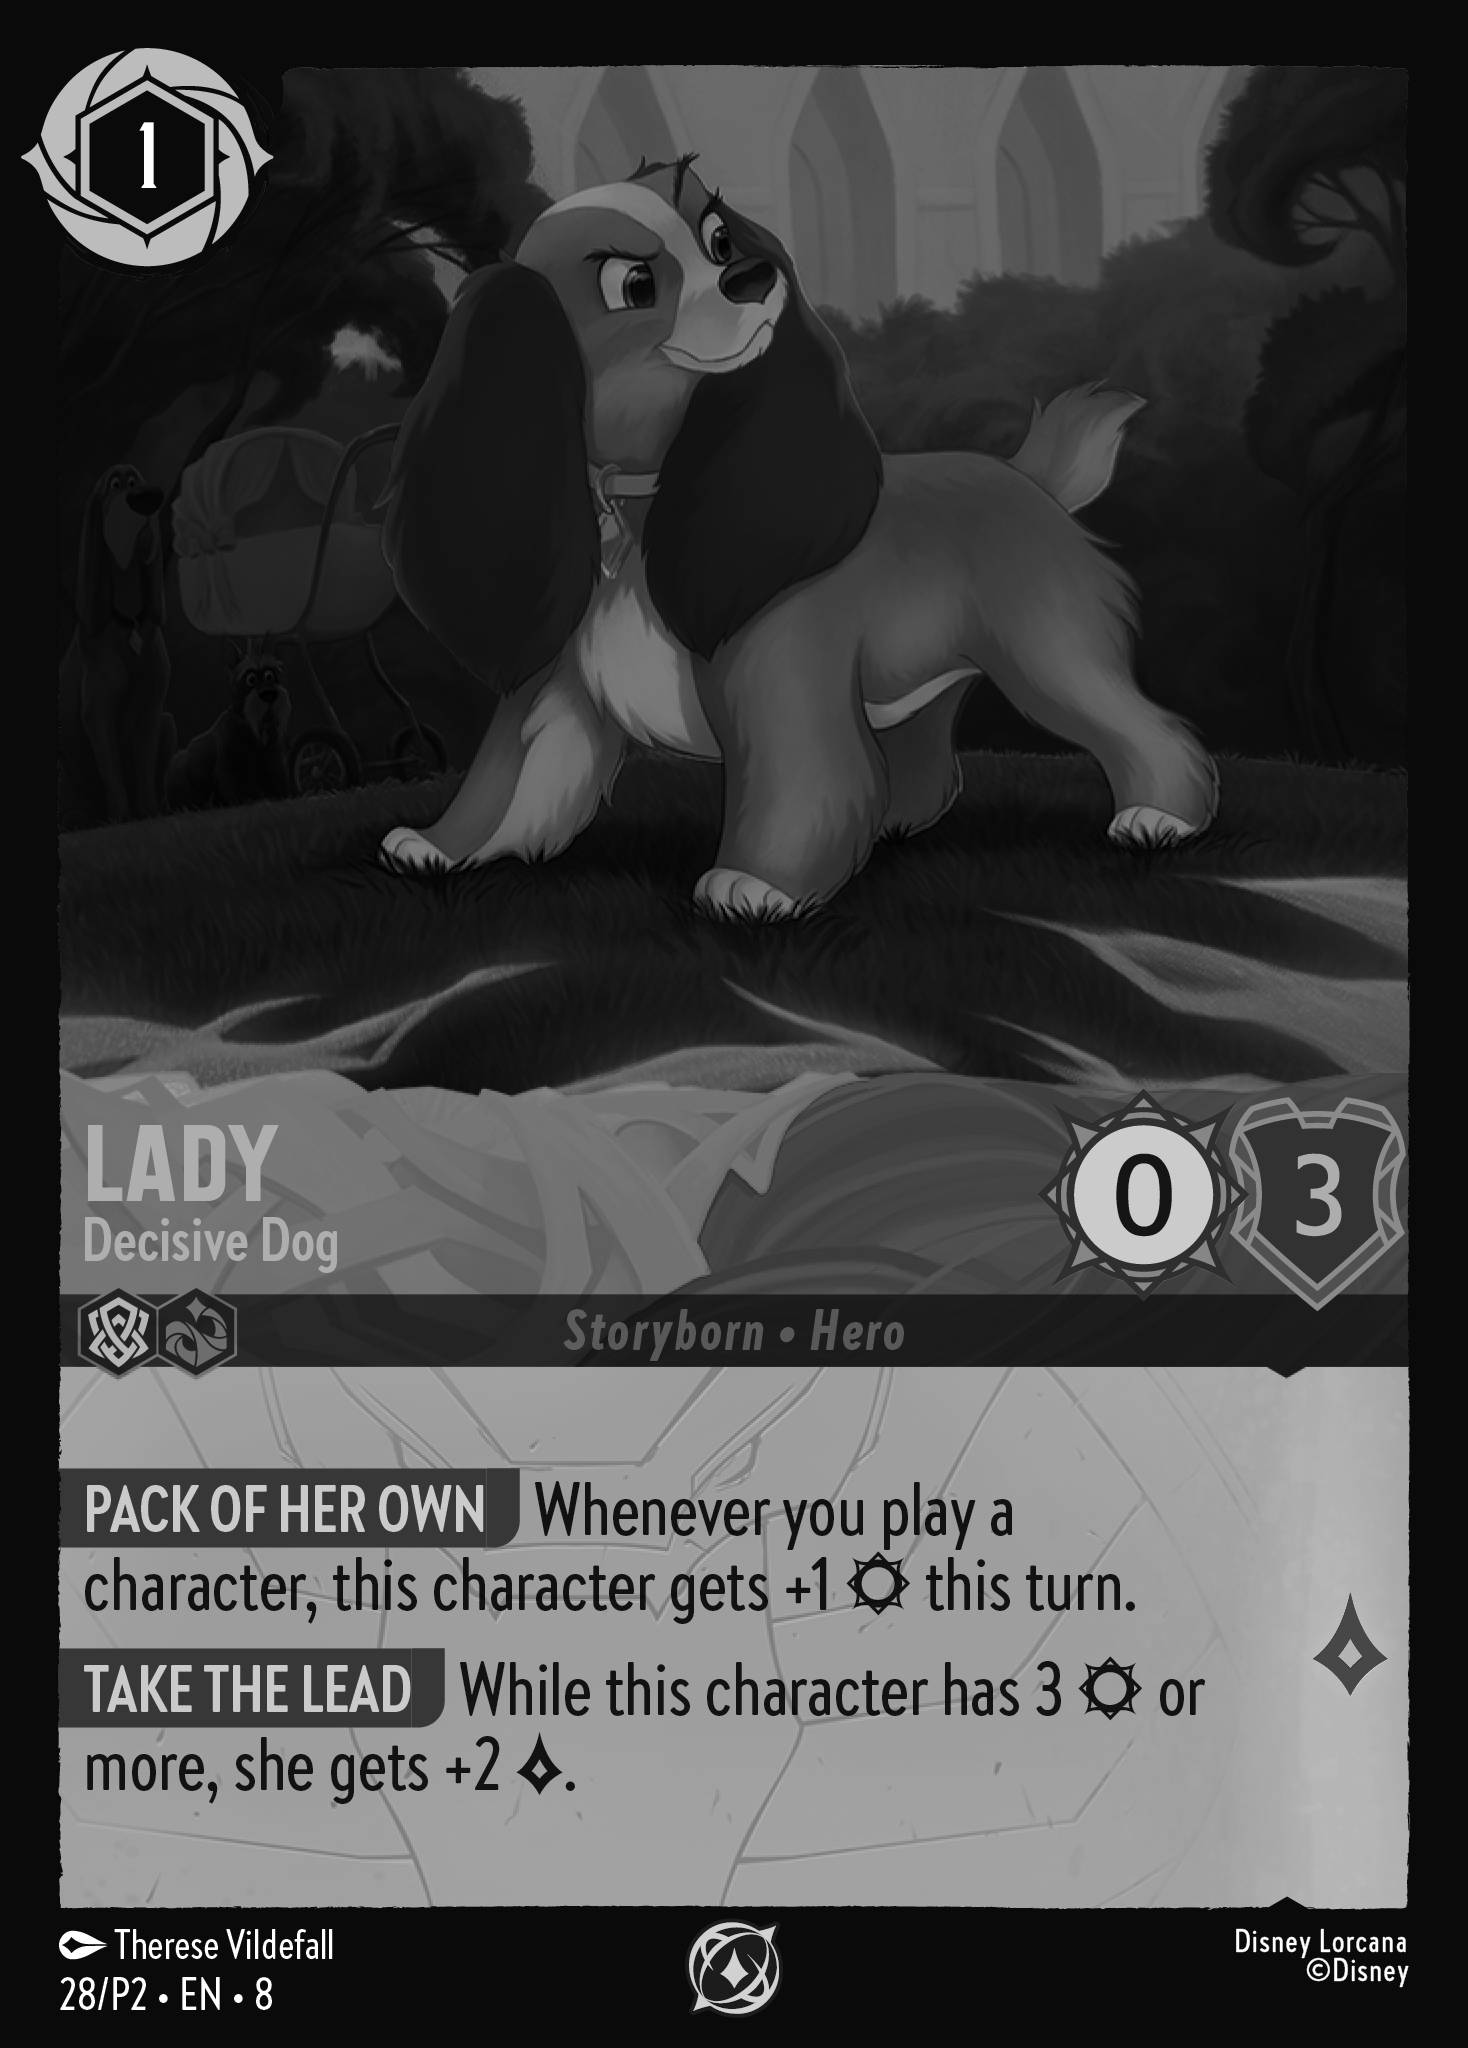 1
LADY
Decisive Dog
0
3
Storyborn • Hero
PACK OF HER OWN Whenever you play a
character, this character gets +1 this turn.
TAKE THE LEAD While this character has 3 or
more, she gets +2 .
Therese Vildefall
28/P2 • EN • 8
Disney Lorcana
©Disney